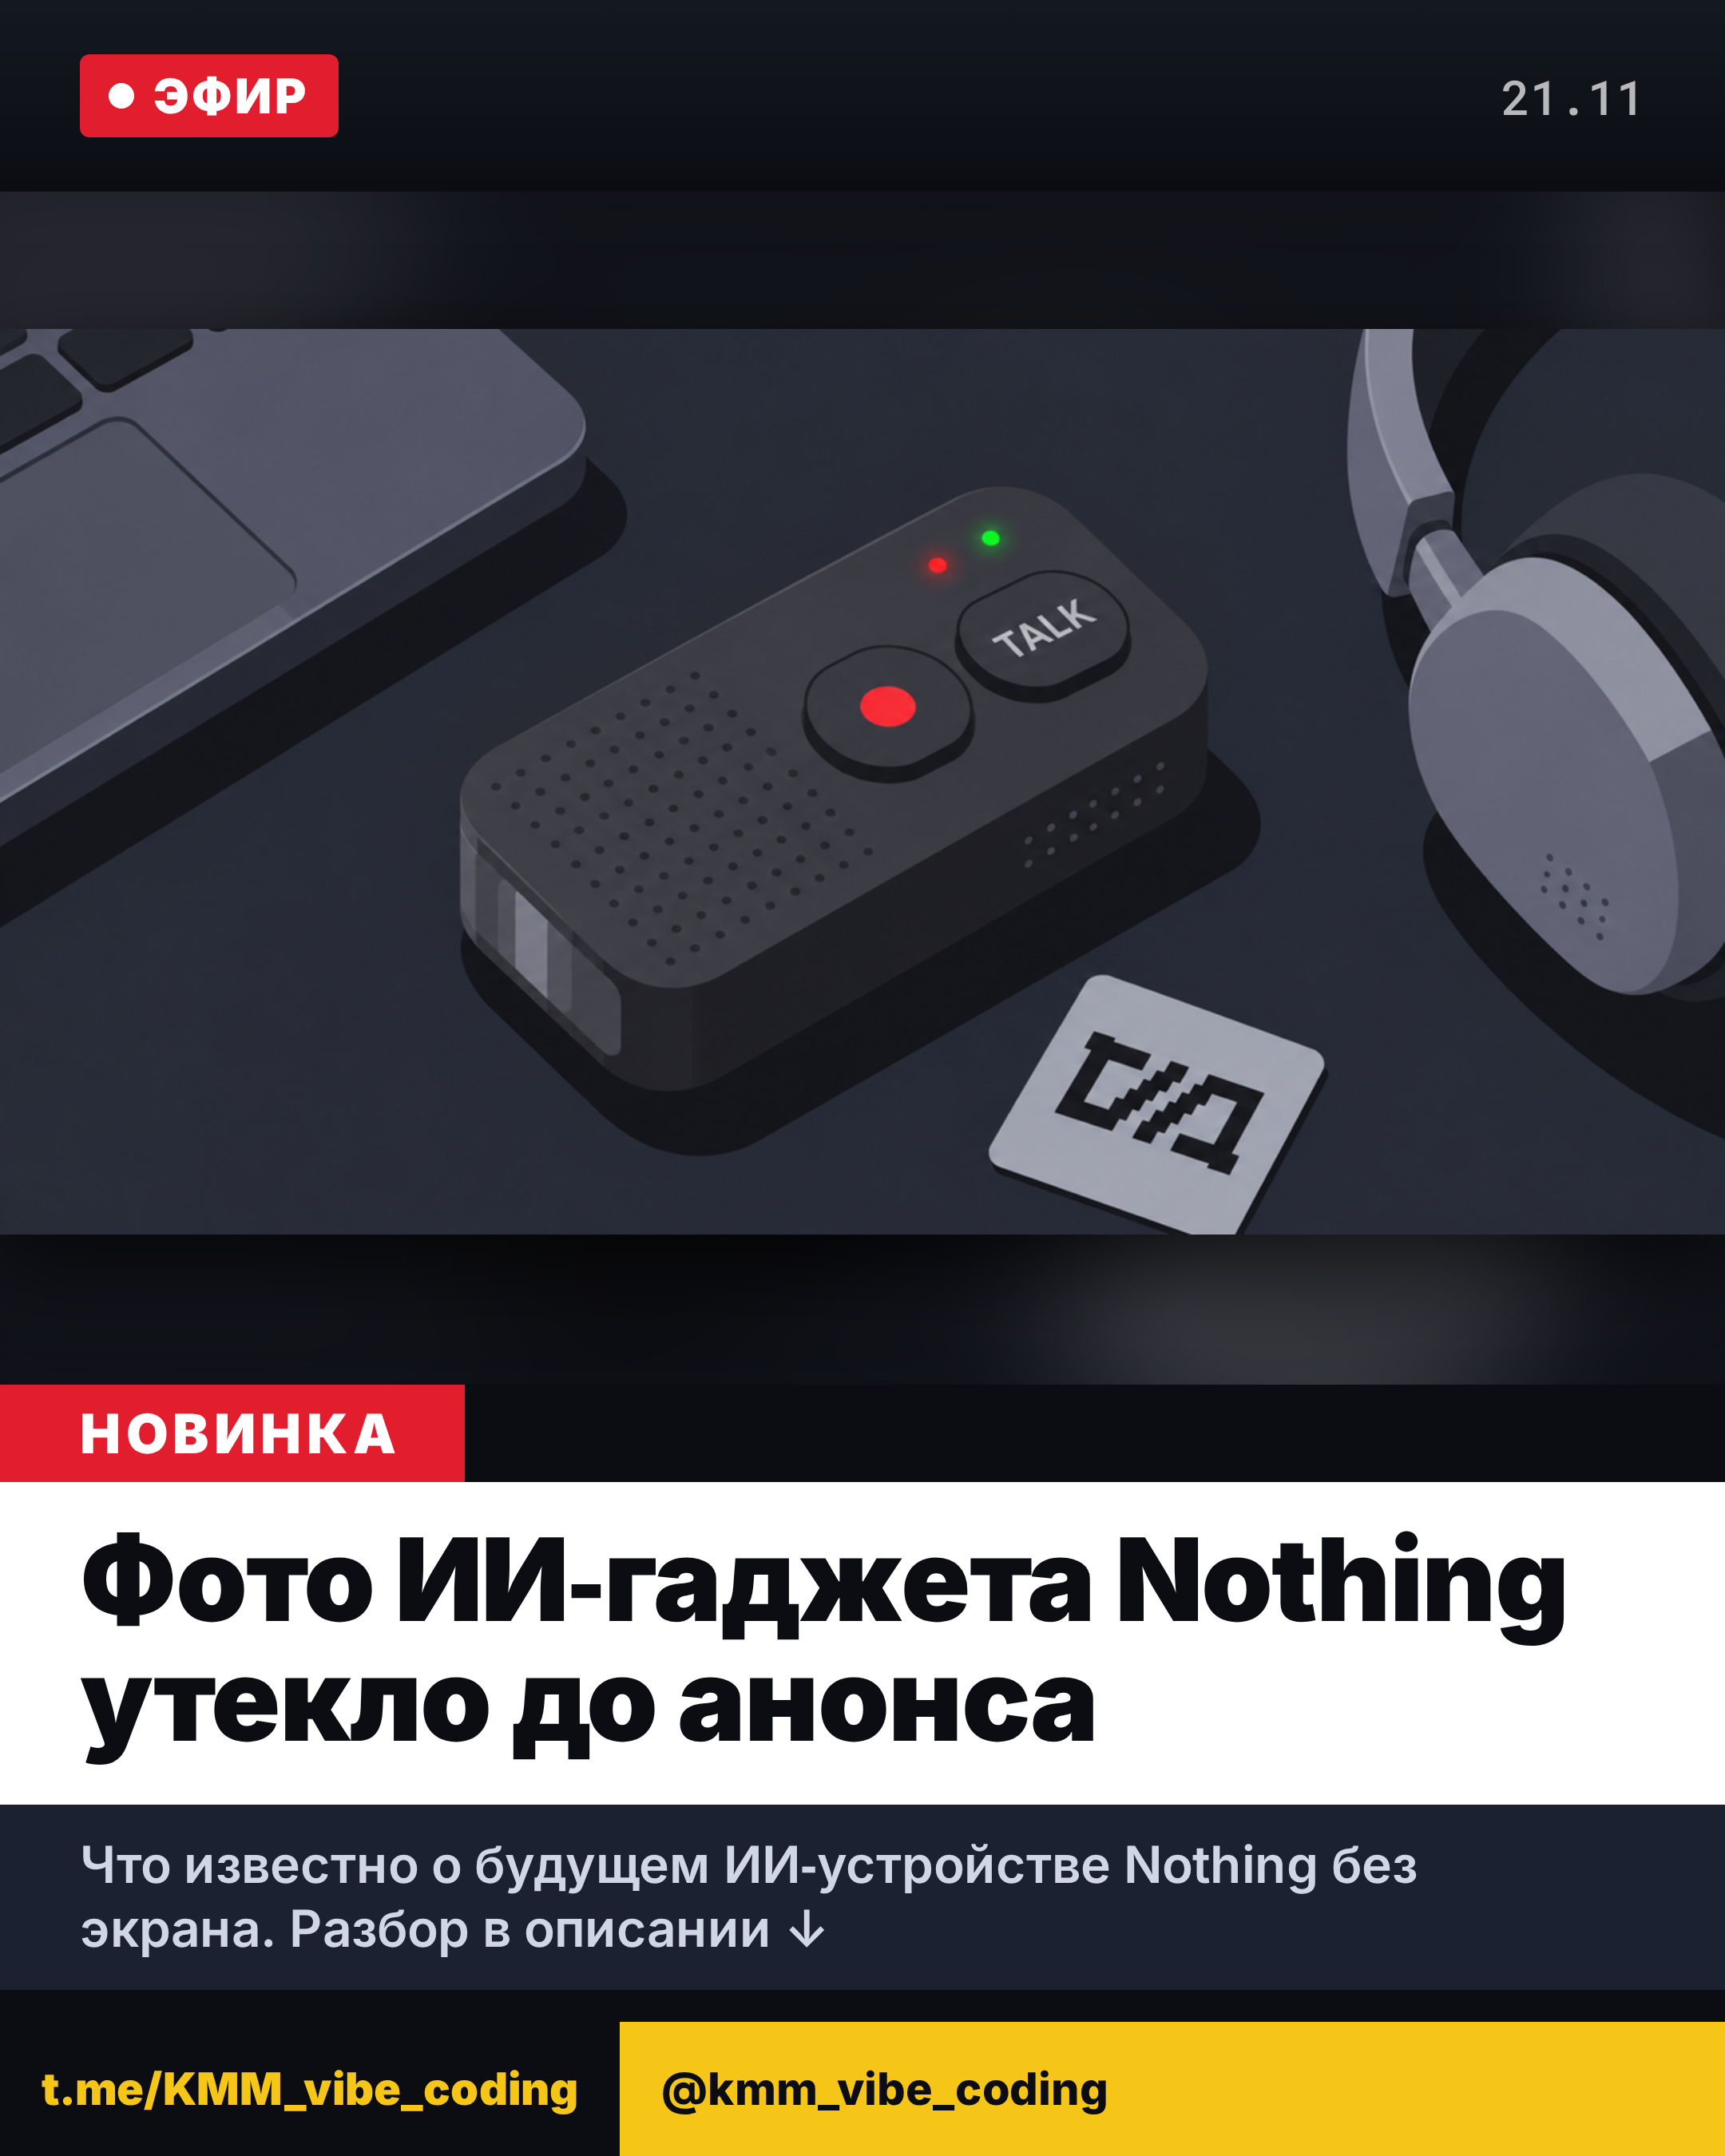 ЭФИР
21.11
TALK
НОВИНКА
Фото ИИ-гаджета Nothing
утекло до анонса
Что известно о будущем ИИ-устройстве Nothing без
экрана. Разбор в описании ↓
t.me/KMM_vibe_coding
@kmm_vibe_coding